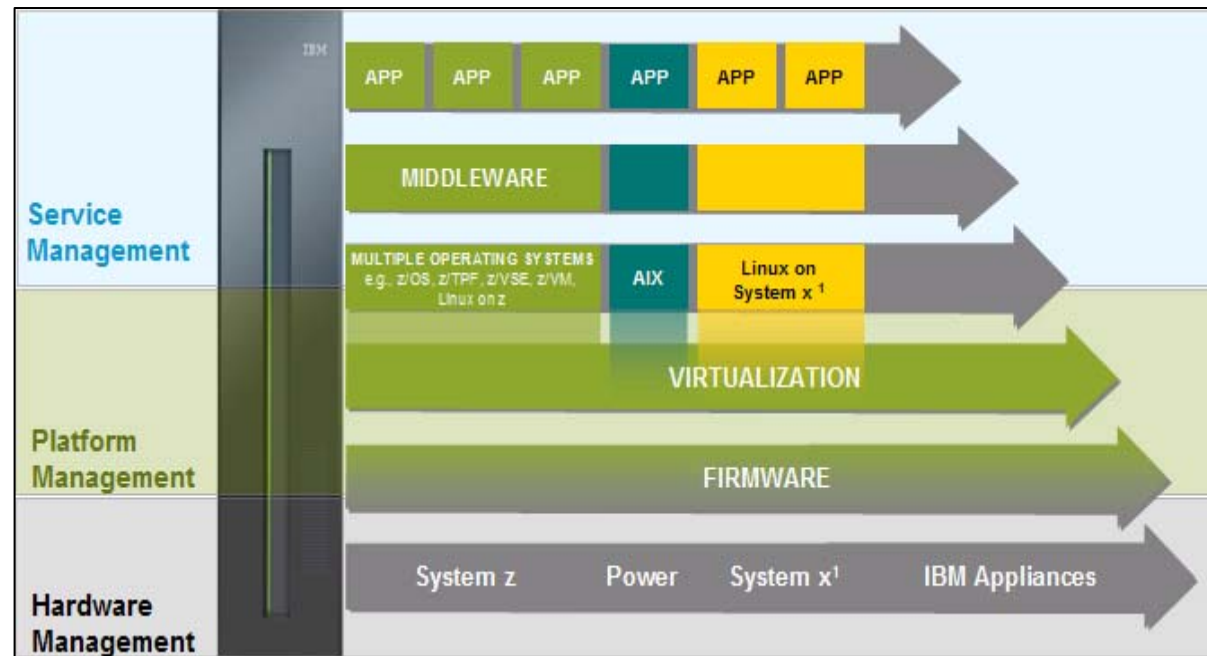 IBM
APP APP APP APP APP APP
MIDDLEWARE
Service
Management
MULTIPLE OPERATING SYSTEMS
e.g., z/OS, z/TPF, z/VSE, z/VM,
Linux on z
AIX
Linux on
System x 1
VIRTUALIZATION
Platform
Management
FIRMWARE
System z Power System x1 IBM Appliances
Hardware
Management